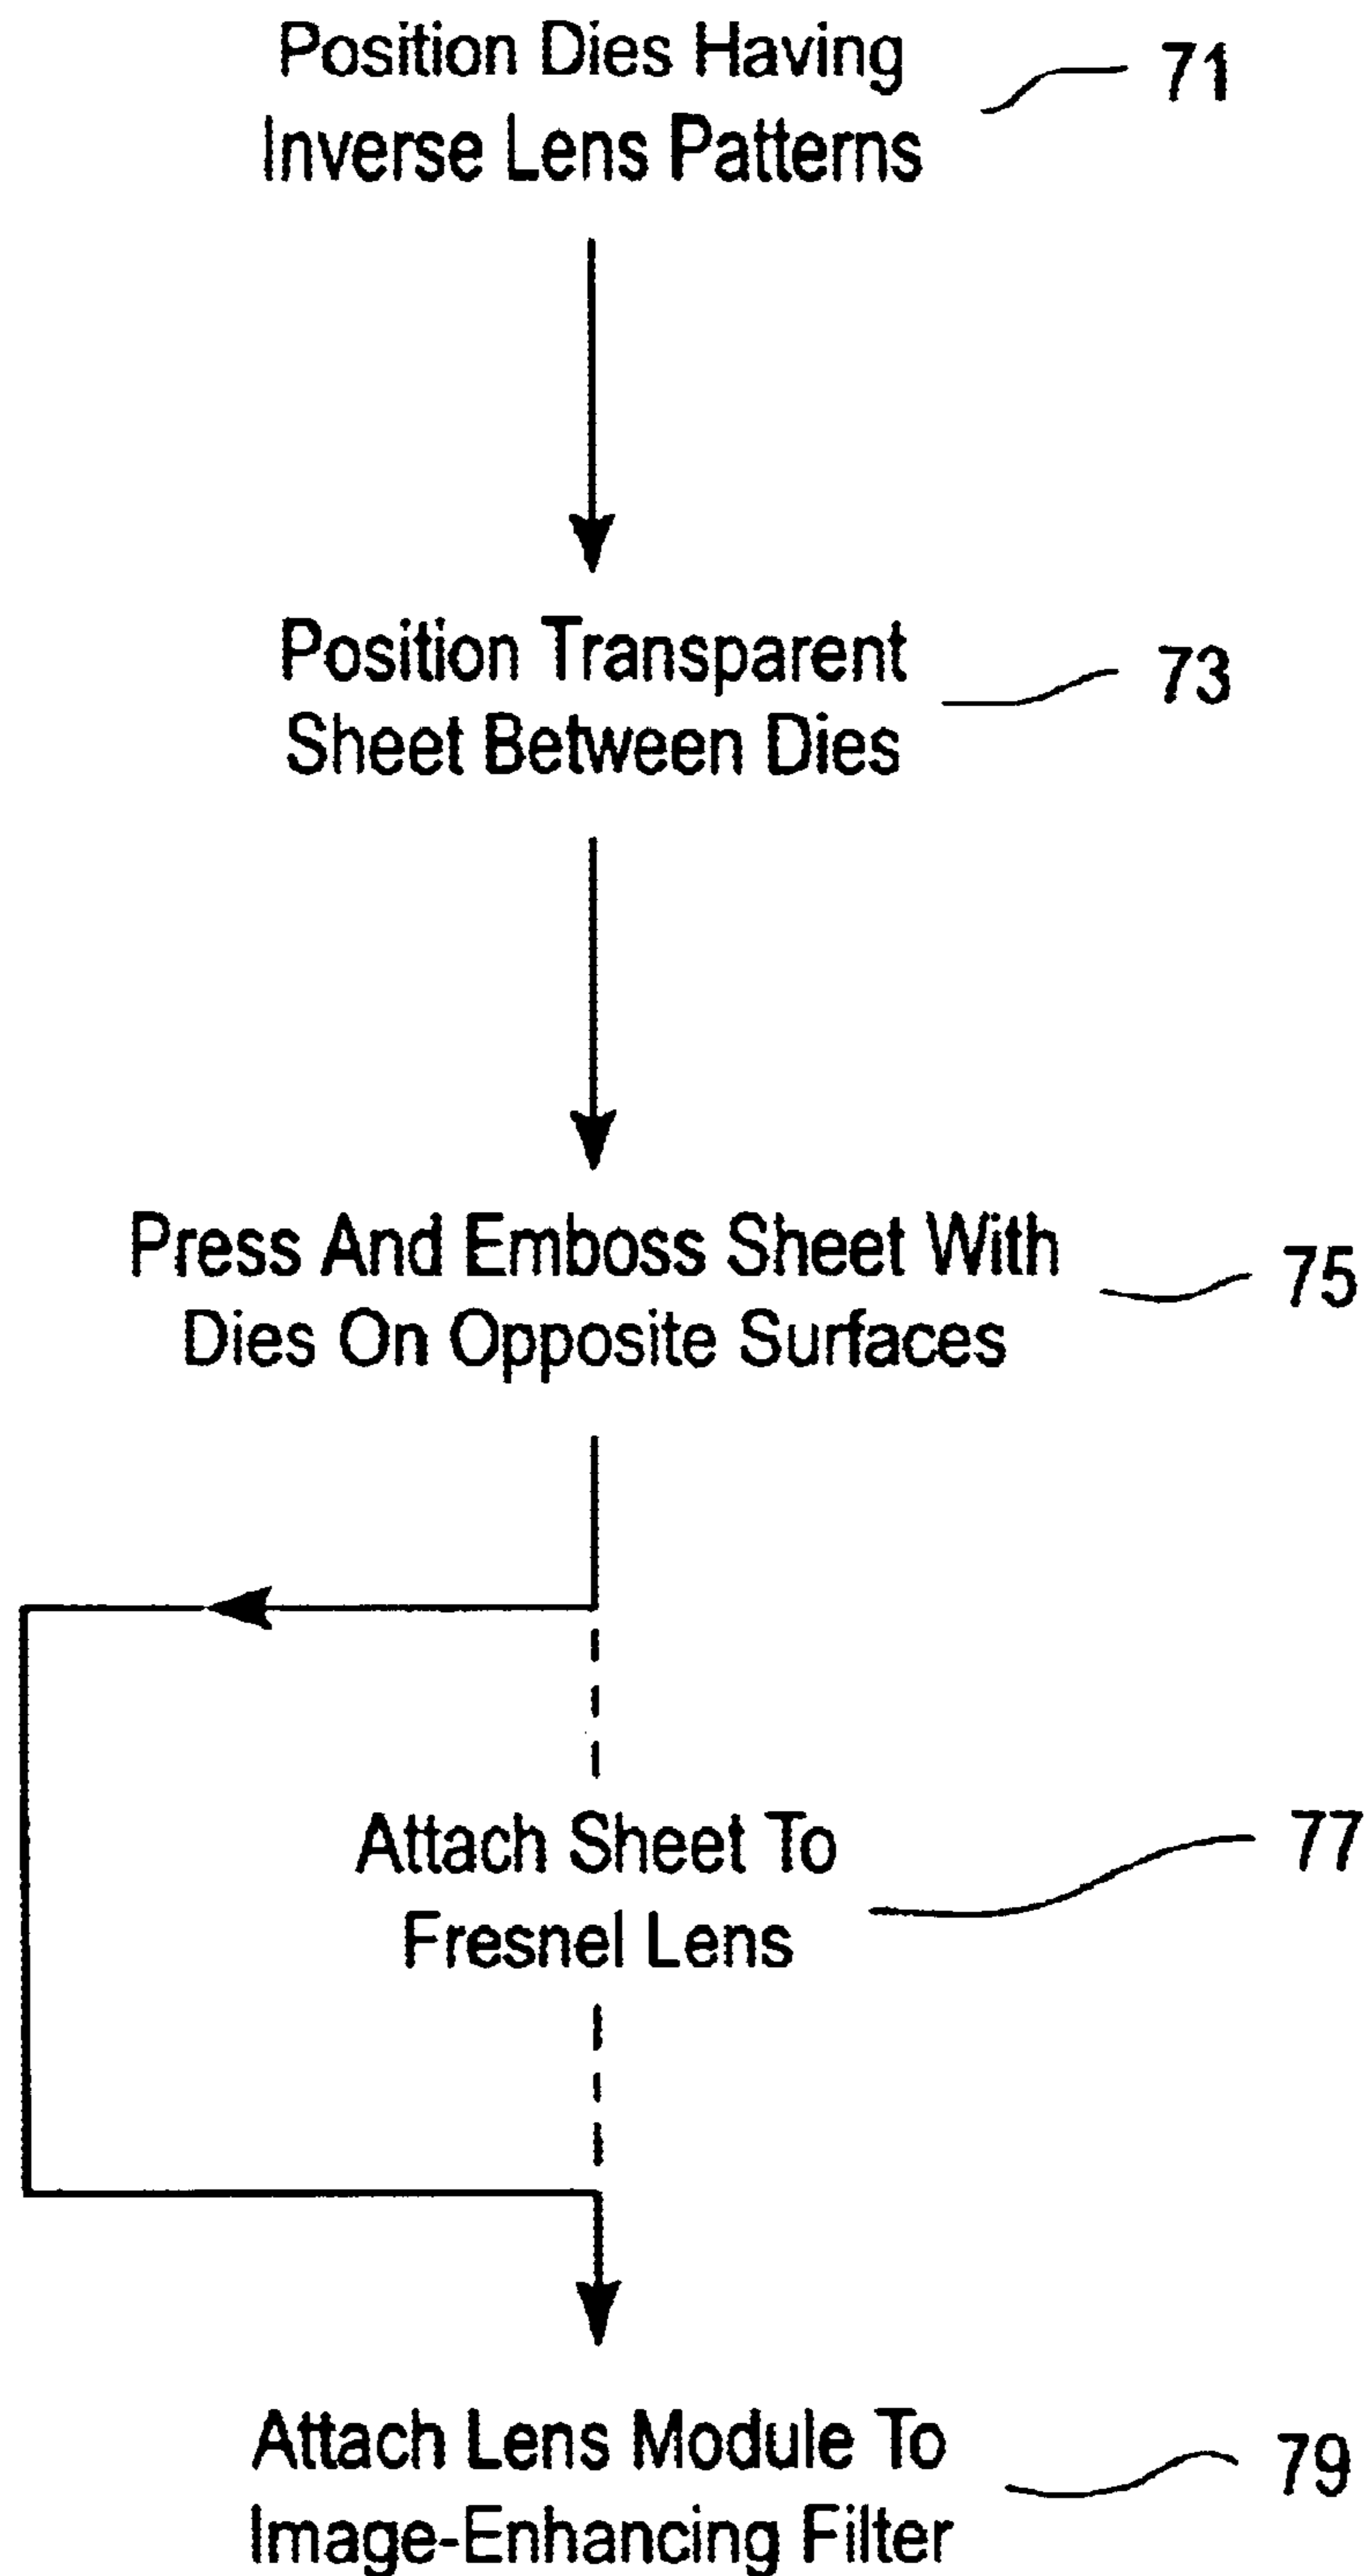 Position Dies Having
Inverse Lens Patterns
71
Position Transparent
Sheet Between Dies
73
Press And Emboss Sheet With
Dies On Opposite Surfaces
75
Attach Sheet To
Fresnel Lens
77
Attach Lens Module To
Image-Enhancing Filter
79